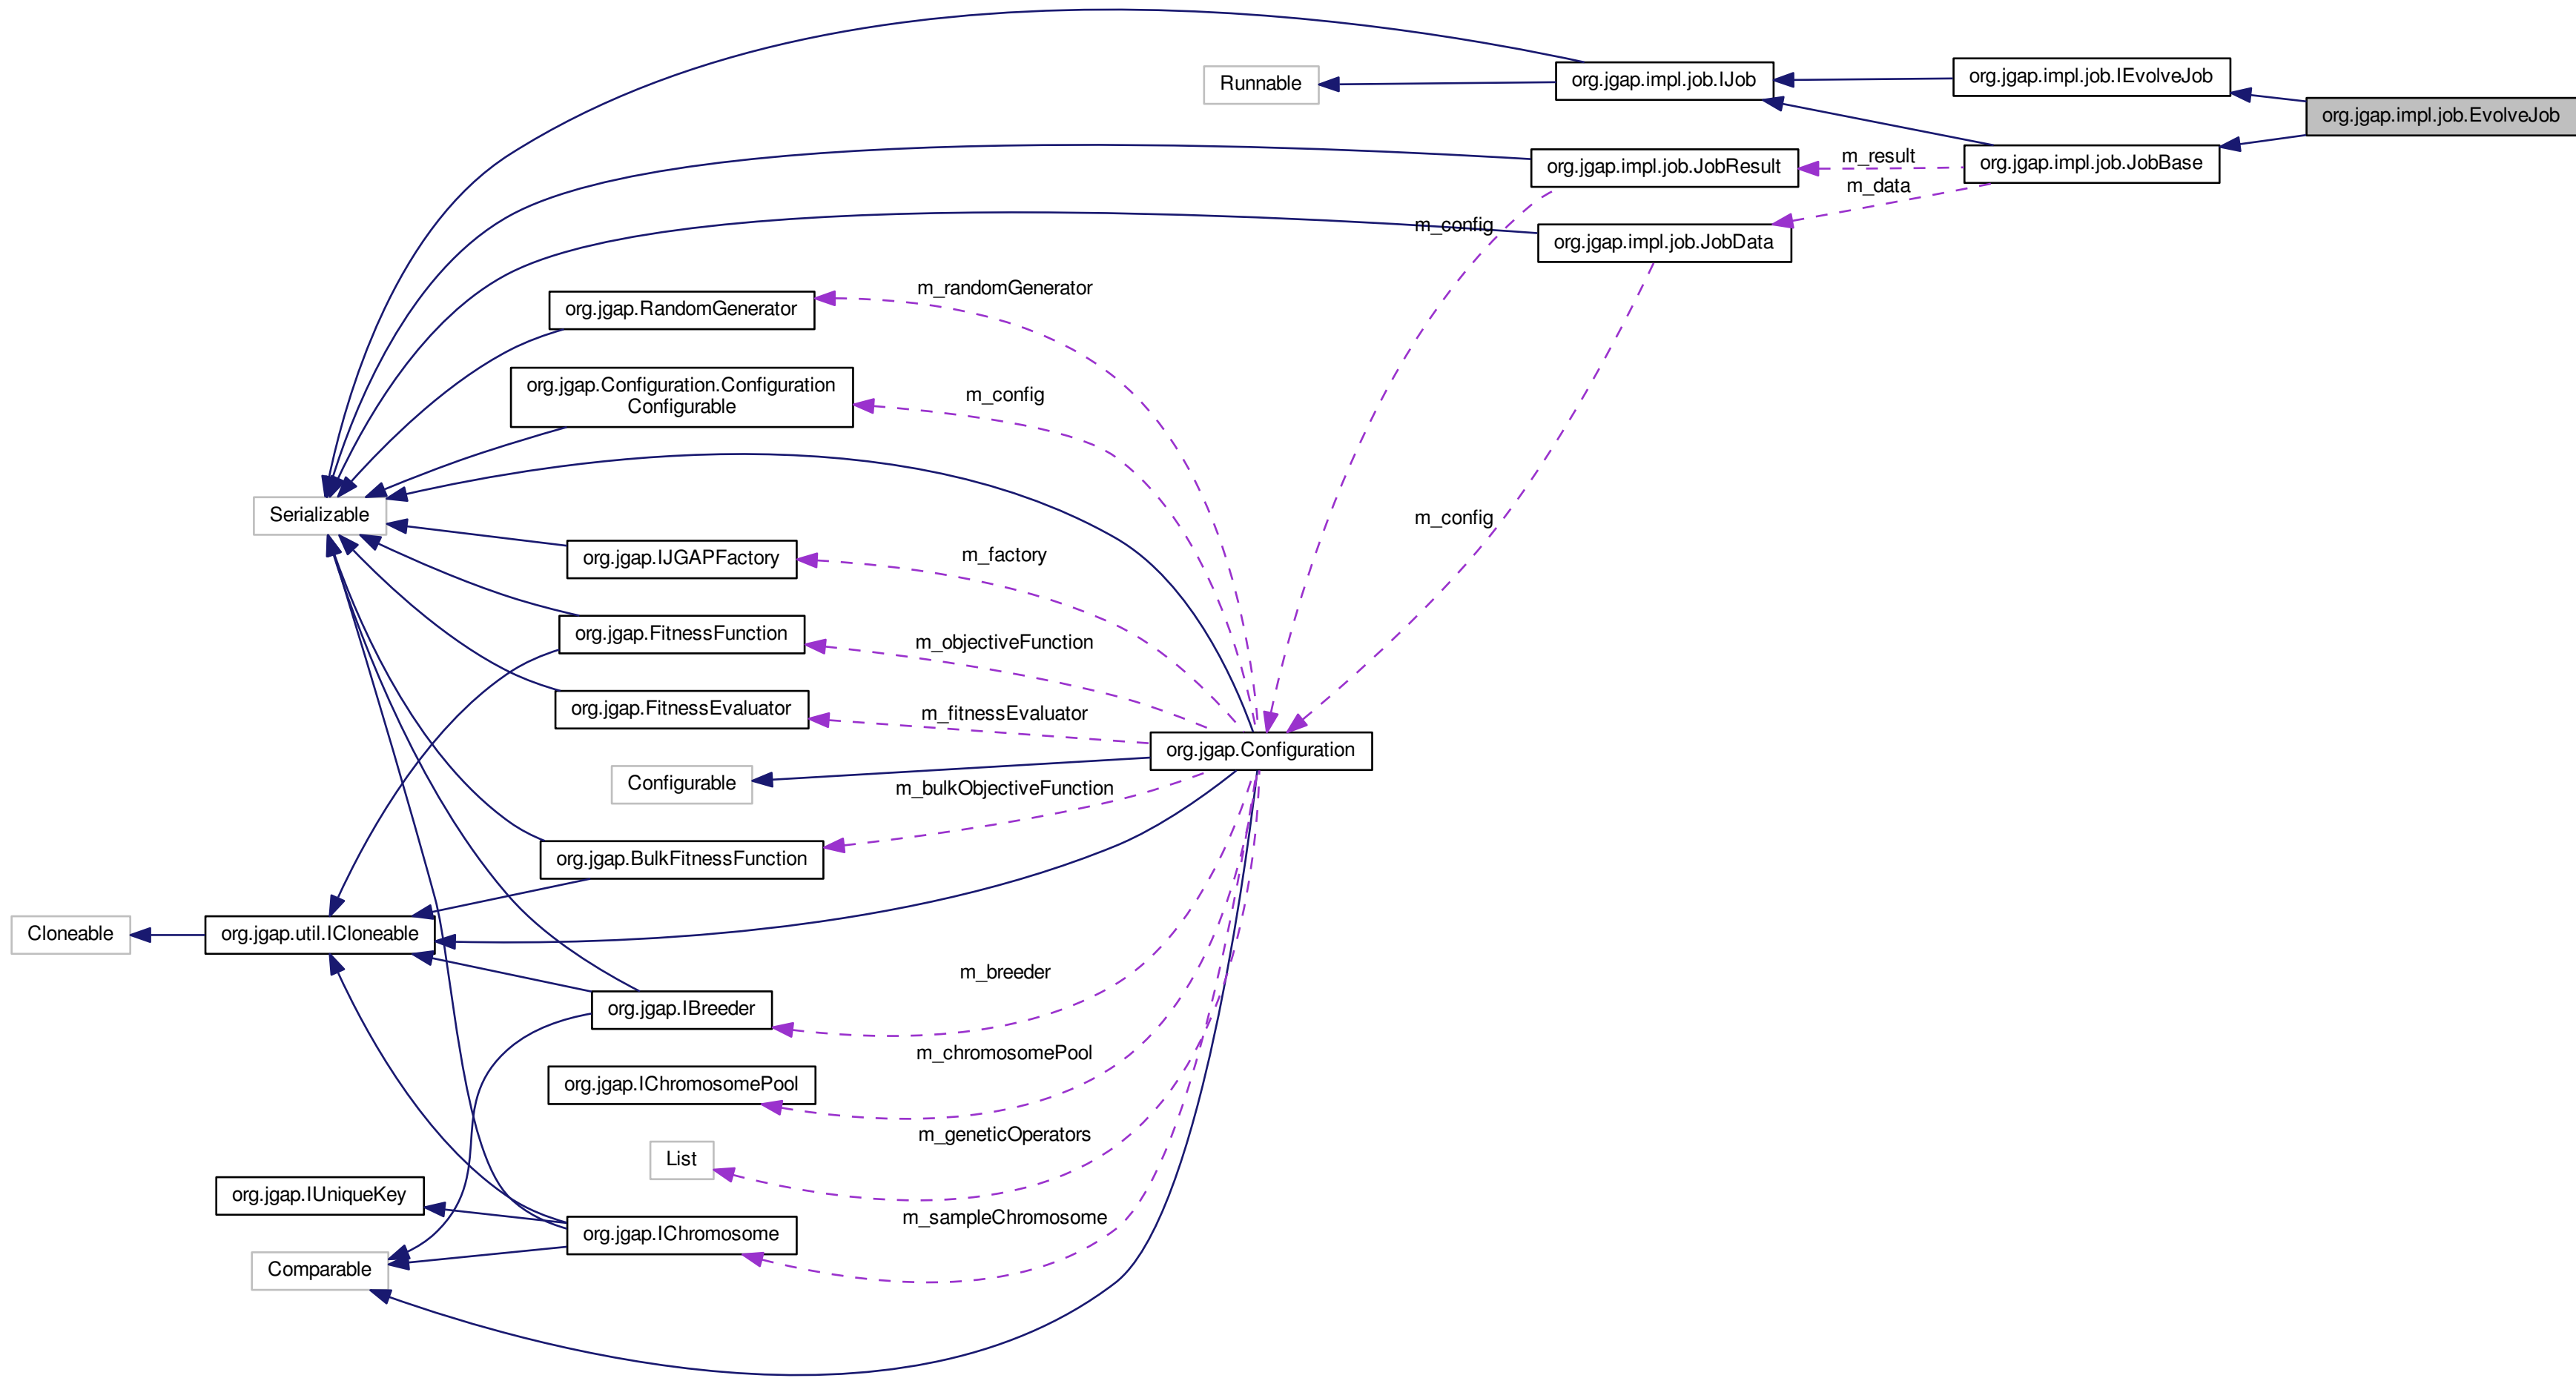 org.jgap.impl.job.IEvolveJob
org.jgap.impl.job.IJob
Runnable
org.jgap.impl.job.EvolveJob
m_result
org.jgap.impl.job.JobBase
org.jgap.impl.job.JobResult
m_data
m_config
org.jgap.impl.job.JobData
m_randomGenerator
org.jgap.RandomGenerator
org.jgap.Configuration.Configuration
Configurable
m_config
Serializable
m_config
m_factory
org.jgap.IJGAPFactory
org.jgap.FitnessFunction
m_objectiveFunction
org.jgap.FitnessEvaluator
m_fitnessEvaluator
org.jgap.Configuration
Configurable
m_bulkObjectiveFunction
org.jgap.BulkFitnessFunction
Cloneable
org.jgap.util.ICloneable
m_breeder
org.jgap.IBreeder
m_chromosomePool
org.jgap.IChromosomePool
m_geneticOperators
List
org.jgap.IUniqueKey
m_sampleChromosome
org.jgap.IChromosome
Comparable